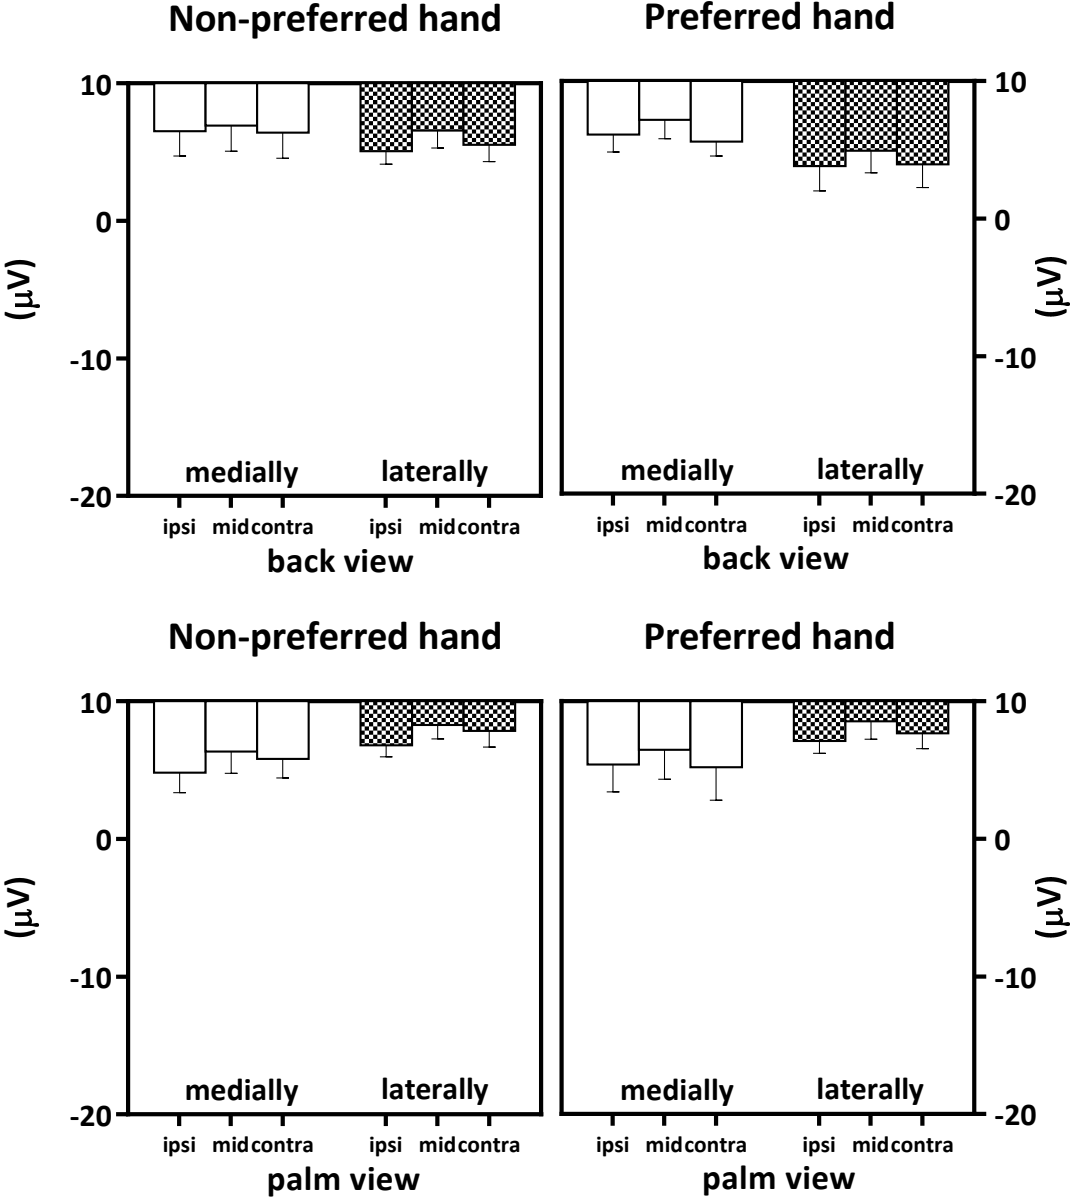 Non-preferred hand
Preferred hand
10
0
-10
-20
(μV)
medially
laterally
ipsi mid contra ipsi mid contra
back view
10
0
-10
-20
(μV)
medially
laterally
ipsi mid contra ipsi mid contra
back view
Non-preferred hand
Preferred hand
10
0
-10
-20
(μV)
medially
laterally
ipsi mid contra ipsi mid contra
palm view
10
0
-10
-20
(μV)
medially
laterally
ipsi mid contra ipsi mid contra
palm view